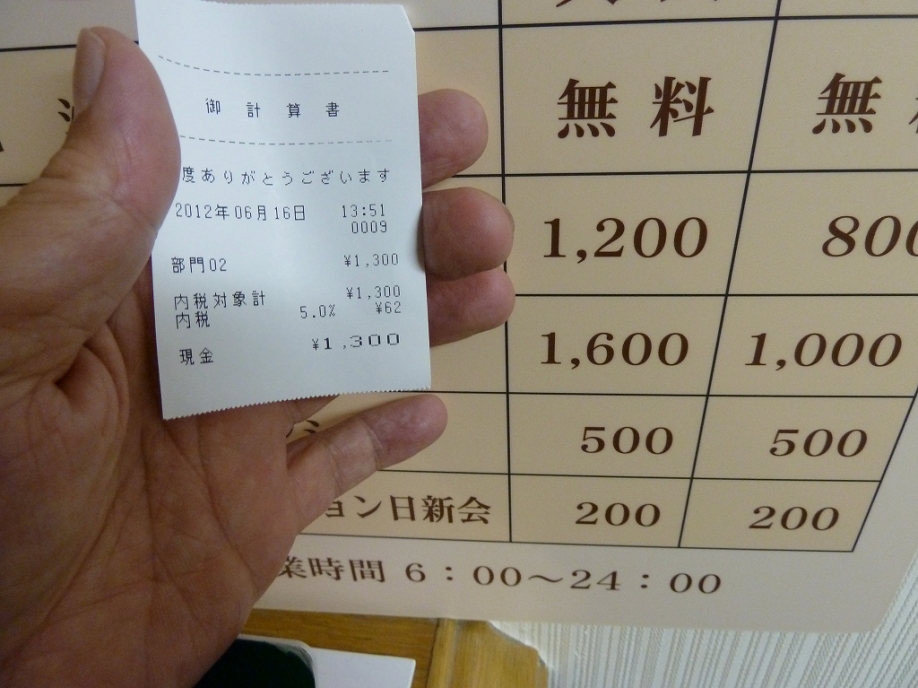 御計算書
度ありがとうございます
2012年06月16日 13:51
0009
部門02 ¥1,300
内税対象計 ¥1,300
内税 5.0% ¥62
現金 ¥1,300
無料 無
1,200 800
1,600 1,000
500 500
ョン日新会 200 200
業時間 6：00～24：00